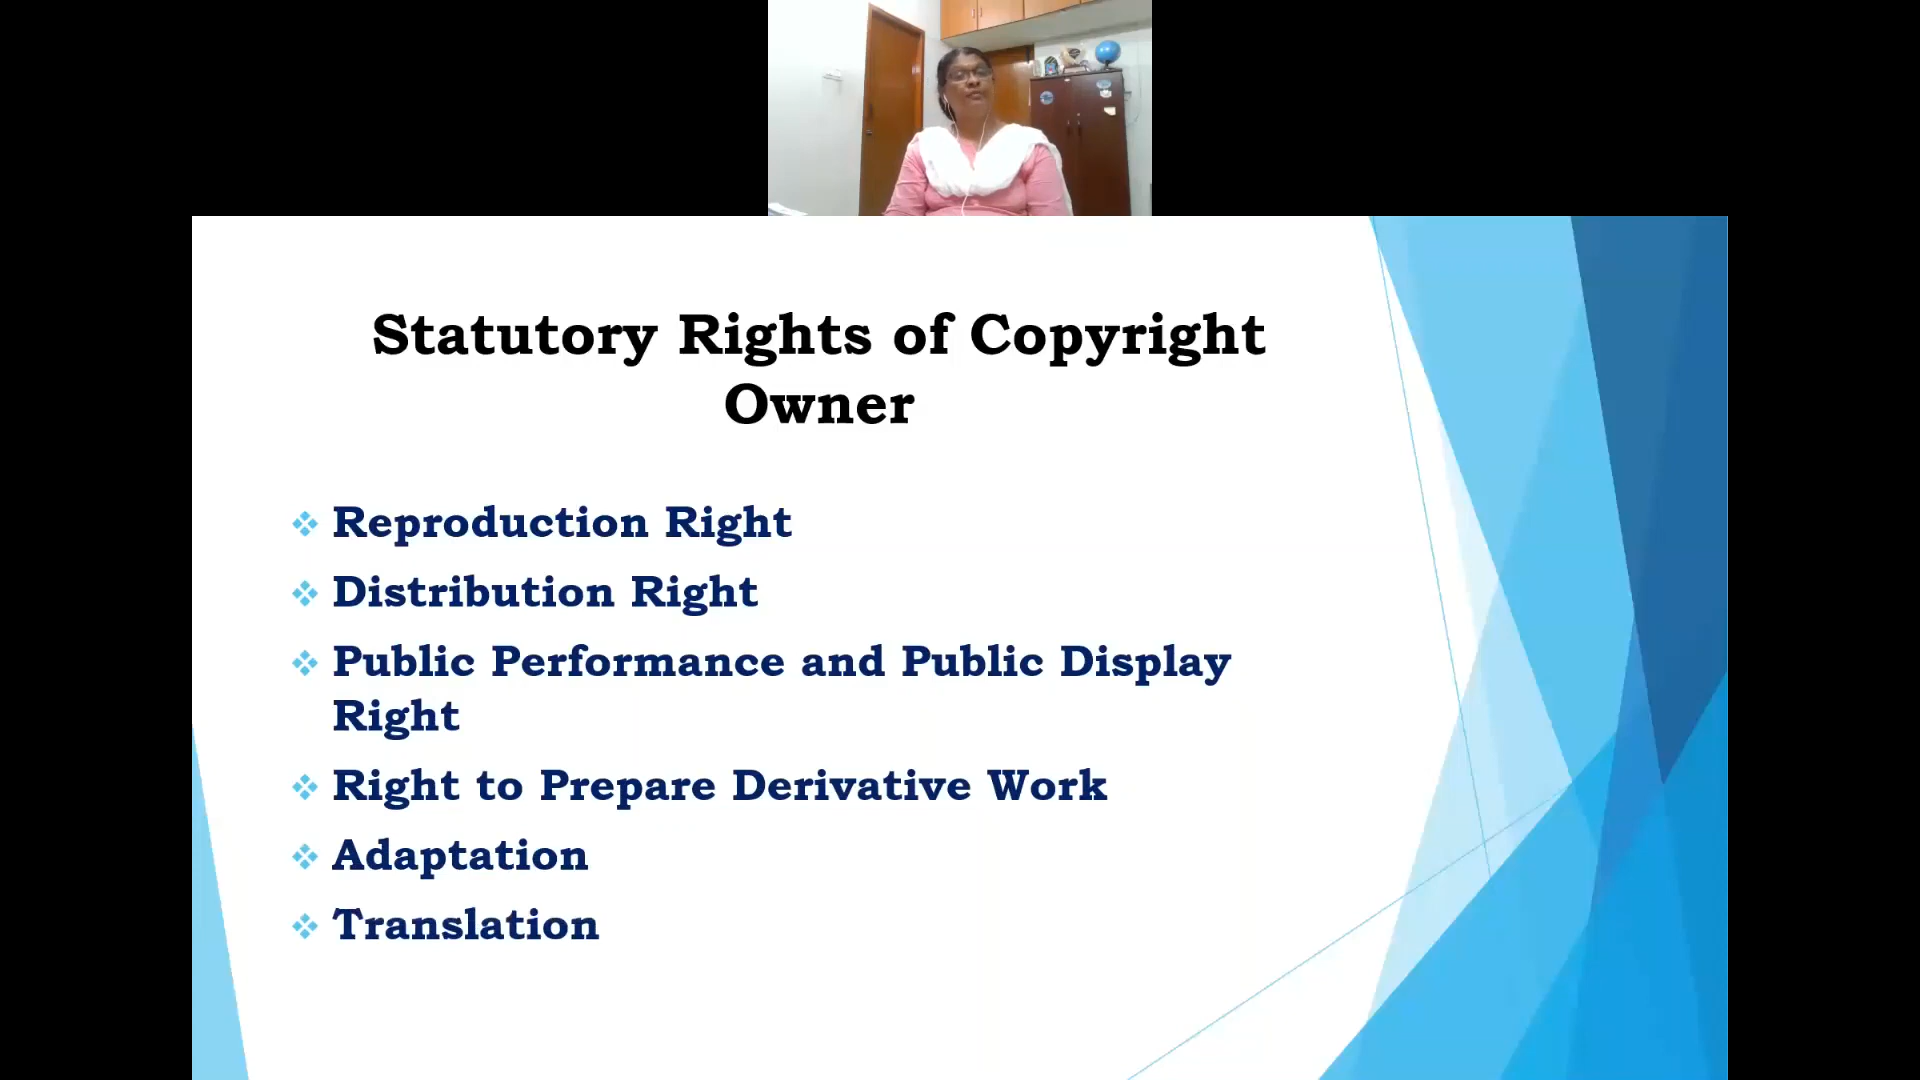 Statutory Rights of Copyright
Owner
❖ Reproduction Right
❖ Distribution Right
❖ Public Performance and Public Display
Right
❖ Right to Prepare Derivative Work
❖ Adaptation
❖ Translation